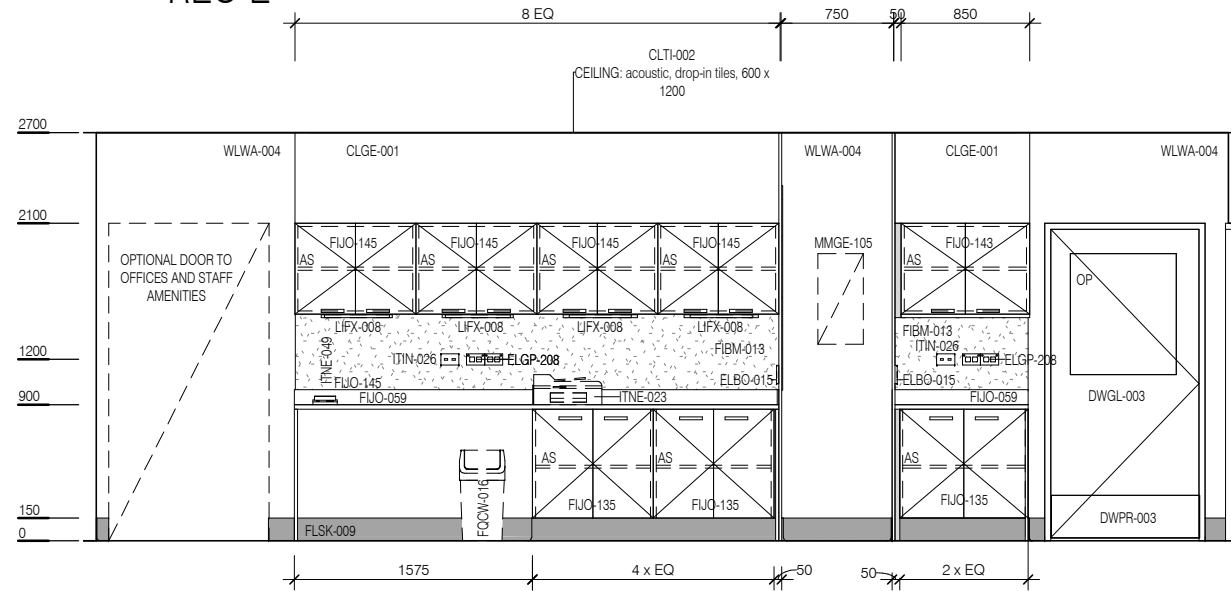 8 EQ
750
50
850
CLTI-002
CEILING: acoustic, drop-in tiles, 600 x
1200
2700
WLWA-004
CLGE-001
WLWA-004
CLGE-001
WLWA-004
2100
FIJO-145
FIJO-145
FIJO-145
FIJO-145
FIJO-143
OPTIONAL DOOR TO
OFFICES AND STAFF
AMENITIES
AS
AS
AS
AS
AS
MMGE-105
OP
LIFX-008
LIFX-008
LIFX-008
LIFX-008
FIBM-013
ITNE-049
FIBM-013
ITIN-026
1200
ITIN-026
ELGP-208
ELGP-208
FIJO-145
ELBO-015
ELBO-015
FIJO-059
ITNE-023
FIJO-059
DWGL-003
900
AS
AS
AS
FIJO-135
FIJO-135
FIJO-135
FQCW-016
150
DWPR-003
0
FLSK-009
1575
4 x EQ
50
50
2 x EQ